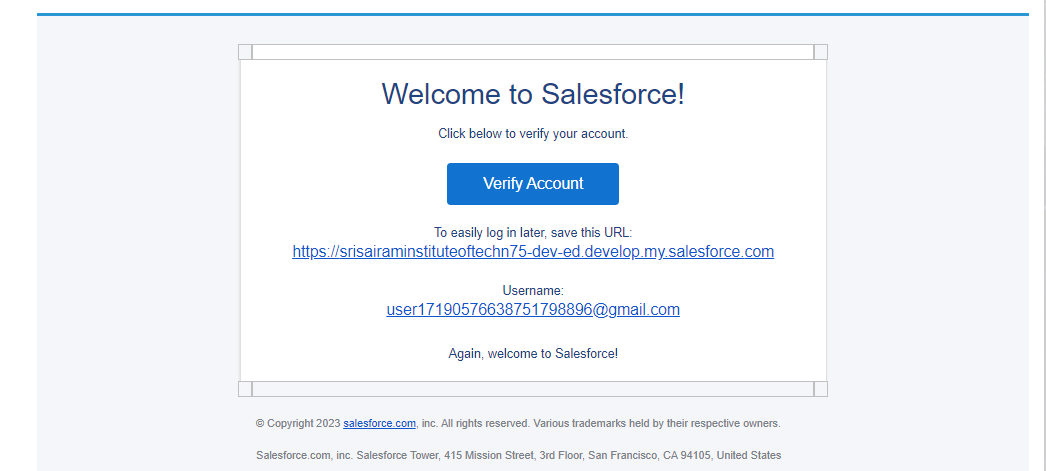 Welcome to Salesforce!
Click below to verify your account.
Verify Account
To easily log in later, save this URL:
https://srisairaminstituteoftechn75-dev-ed.develop.my.salesforce.com
Username:
user17190576638751798896@gmail.com
Again, welcome to Salesforce!
© Copyright 2023 salesforce.com, inc. All rights reserved. Various trademarks held by their respective owners.
Salesforce.com, inc. Salesforce Tower, 415 Mission Street, 3rd Floor, San Francisco, CA 94105, United States